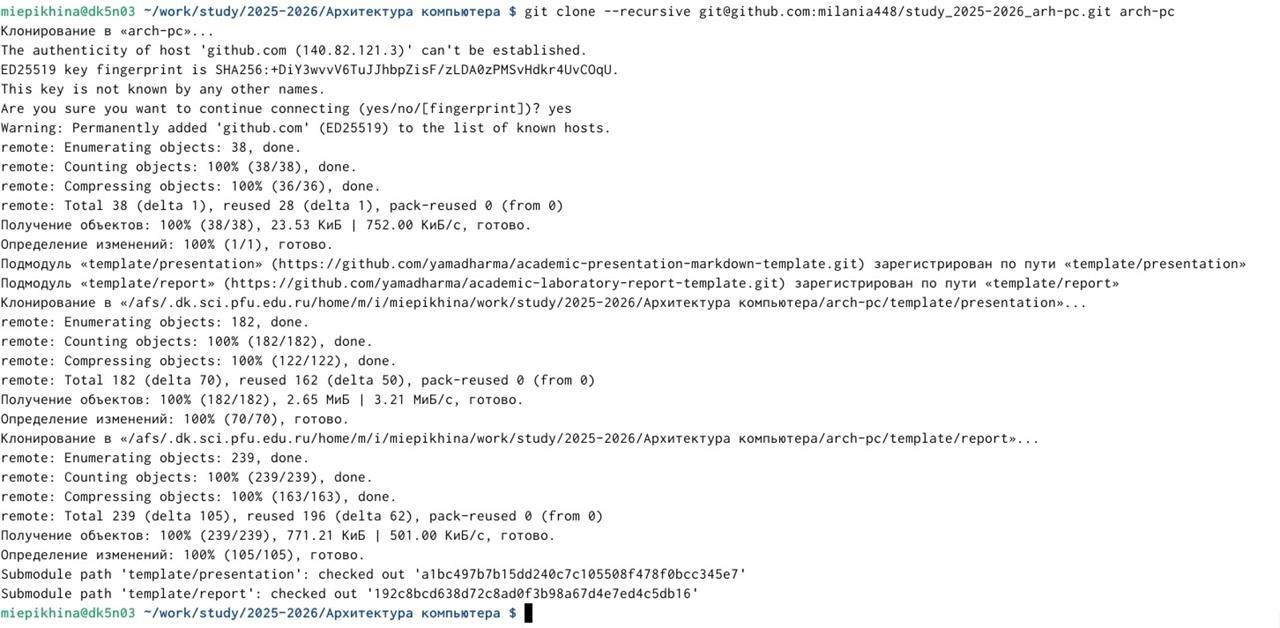 miepikhina@dk5n03 ~/work/study/2025-2026/Архитектура компьютера $ git clone --recursive git@github.com:milania448/study_2025-2026_arh-pc.git arch-pc
Клонирование в «arch-pc»...
The authenticity of host 'github.com (140.82.121.3)' can't be established.
ED25519 key fingerprint is SHA256:+DiY3wvvV6TuJJhbpZisF/zLDA0zPMSvHdkr4UvCOqU.
This key is not known by any other names.
Are you sure you want to continue connecting (yes/no/[fingerprint])? yes
Warning: Permanently added 'github.com' (ED25519) to the list of known hosts.
remote: Enumerating objects: 38, done.
remote: Counting objects: 100% (38/38), done.
remote: Compressing objects: 100% (36/36), done.
remote: Total 38 (delta 1), reused 28 (delta 1), pack-reused 0 (from 0)
Получение объектов: 100% (38/38), 23.53 КиБ | 752.00 КиБ/с, готово.
Определение изменений: 100% (1/1), готово.
Подмодуль «template/presentation» (https://github.com/yamadharma/academic-presentation-markdown-template.git) зарегистрирован по пути «template/presentation»
Подмодуль «template/report» (https://github.com/yamadharma/academic-laboratory-report-template.git) зарегистрирован по пути «template/report»
Клонирование в «/afs/.dk.sci.pfu.edu.ru/home/m/i/miepikhina/work/study/2025-2026/Архитектура компьютера/arch-pc/template/presentation»...
remote: Enumerating objects: 182, done.
remote: Counting objects: 100% (182/182), done.
remote: Compressing objects: 100% (122/122), done.
remote: Total 182 (delta 70), reused 162 (delta 50), pack-reused 0 (from 0)
Получение объектов: 100% (182/182), 2.65 МиБ | 3.21 МиБ/с, готово.
Определение изменений: 100% (70/70), готово.
Клонирование в «/afs/.dk.sci.pfu.edu.ru/home/m/i/miepikhina/work/study/2025-2026/Архитектура компьютера/arch-pc/template/report»...
remote: Enumerating objects: 239, done.
remote: Counting objects: 100% (239/239), done.
remote: Compressing objects: 100% (163/163), done.
remote: Total 239 (delta 105), reused 196 (delta 62), pack-reused 0 (from 0)
Получение объектов: 100% (239/239), 771.21 КиБ | 501.00 КиБ/с, готово.
Определение изменений: 100% (105/105), готово.
Submodule path 'template/presentation': checked out 'a1bc497b7b15dd240c7c105508f478f0bcc345e7'
Submodule path 'template/report': checked out '192c8bcd638d72c8ad0f3b98a67d4e7ed4c5db16'
miepikhina@dk5n03 ~/work/study/2025-2026/Архитектура компьютера $